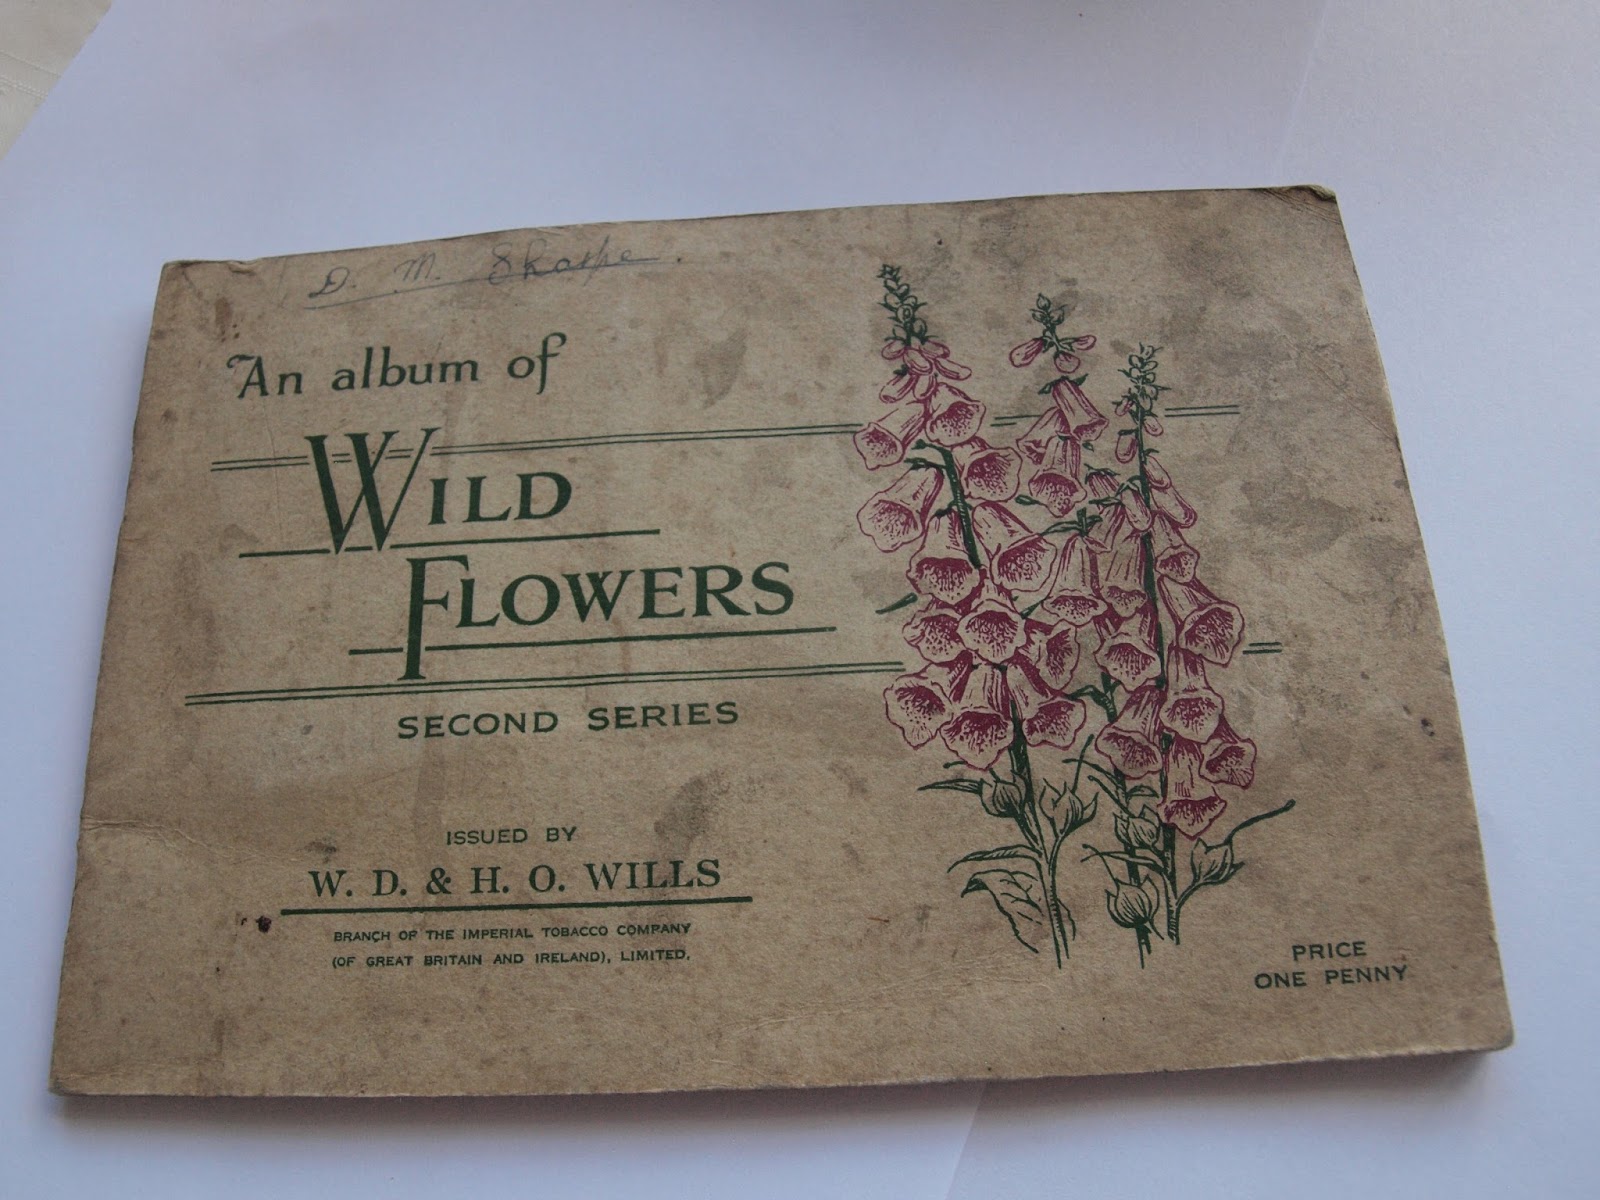 D. M. Sharpe.
An album of
WILD
FLOWERS
SECOND SERIES
ISSUED BY
W. D. & H. O. WILLS
BRANCH OF THE IMPERIAL TOBACCO COMPANY
(OF GREAT BRITAIN AND IRELAND), LIMITED.
PRICE
ONE PENNY